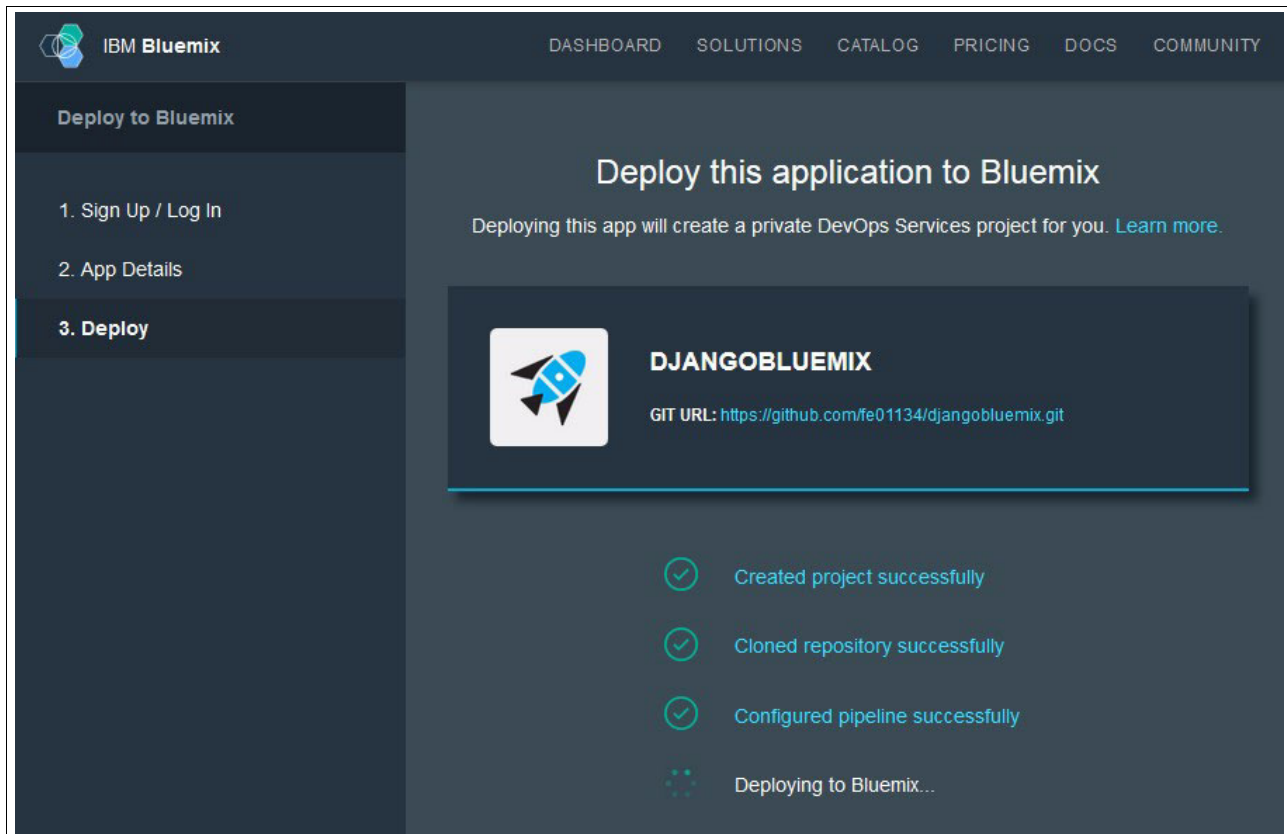 IBM Bluemix
DASHBOARD SOLUTIONS CATALOG PRICING DOCS COMMUNITY
Deploy to Bluemix
1. Sign Up / Log In
2. App Details
3. Deploy
Deploy this application to Bluemix
Deploying this app will create a private DevOps Services project for you. Learn more.
DJANGOBLUEMIX
GIT URL: https://github.com/fe01134/djangobluemix.git
Created project successfully
Cloned repository successfully
Configured pipeline successfully
Deploying to Bluemix...